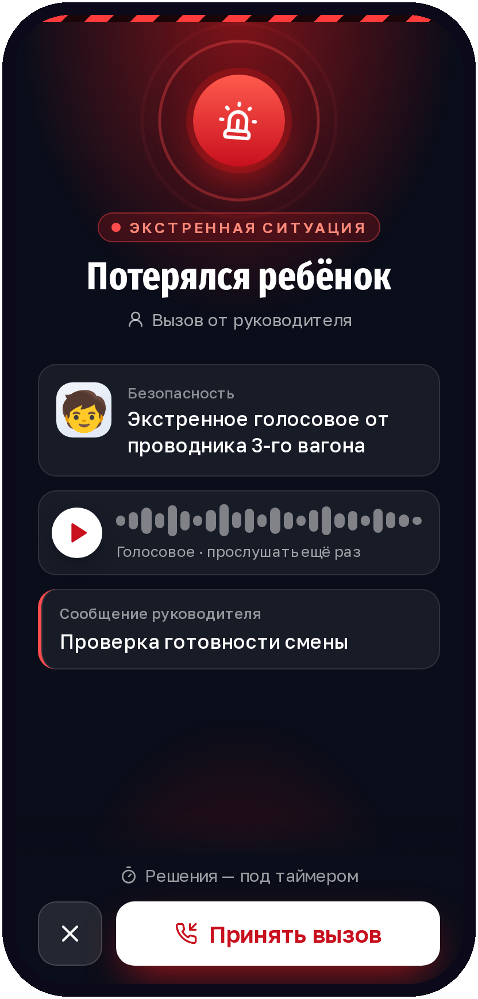 ЭКСТРЕННАЯ СИТУАЦИЯ
Потерялся ребёнок
Вызов от руководителя
Безопасность
Экстренное голосовое от
проводника 3-го вагона
Голосовое · прослушать ещё раз
Сообщение руководителя
Проверка готовности смены
Решения — под таймером
Принять вызов